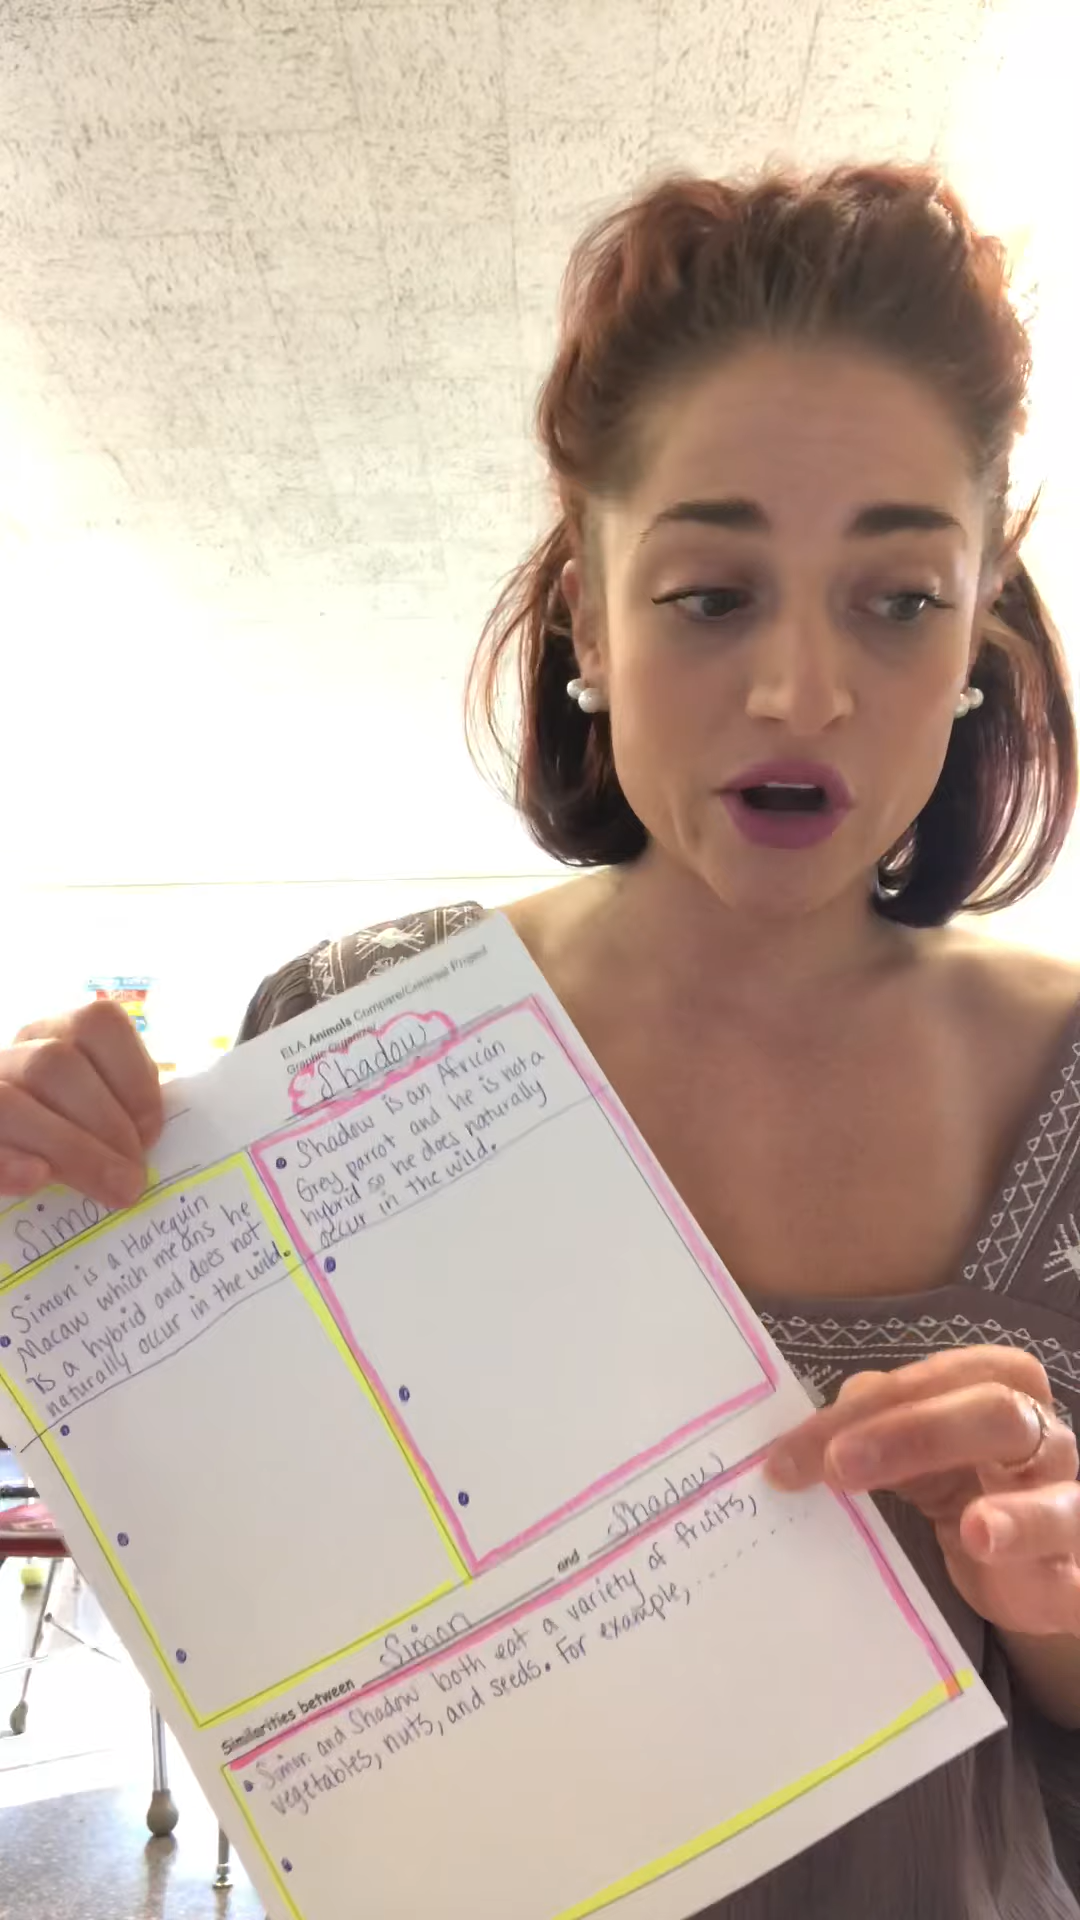 ELA Animals Compare/Contrast Project
Graphic Organizer
Shadow
Shadow is an African
Grey parrot and he is not a
hybrid so he does naturally
occur in the wild.
Simo
Simon is a Harlequin
Macaw which means he
is a hybrid and does not
naturally occur in the wild.
Similarities between Simon and Shadow
Simon and Shadow both eat a variety of fruits,
vegetables, nuts, and seeds. For example, ........